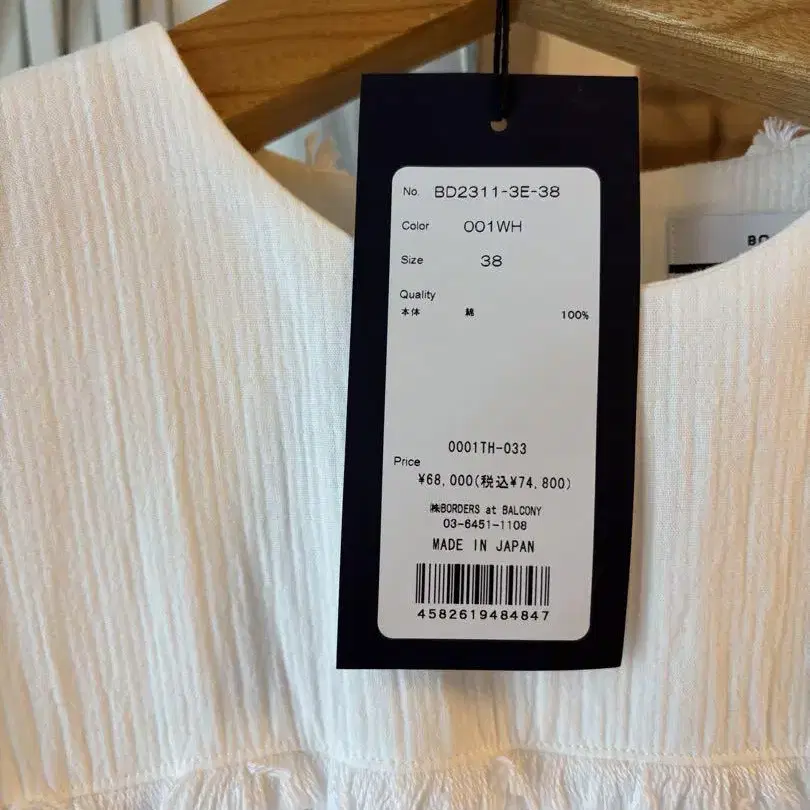 No. BD2311-3E-38
Color 001WH
Size 38
Quality
本体 綿 100%
0001TH-033
Price
¥68,000(税込¥74,800)
㈱BORDERS at BALCONY
03-6451-1108
MADE IN JAPAN
4582619484847